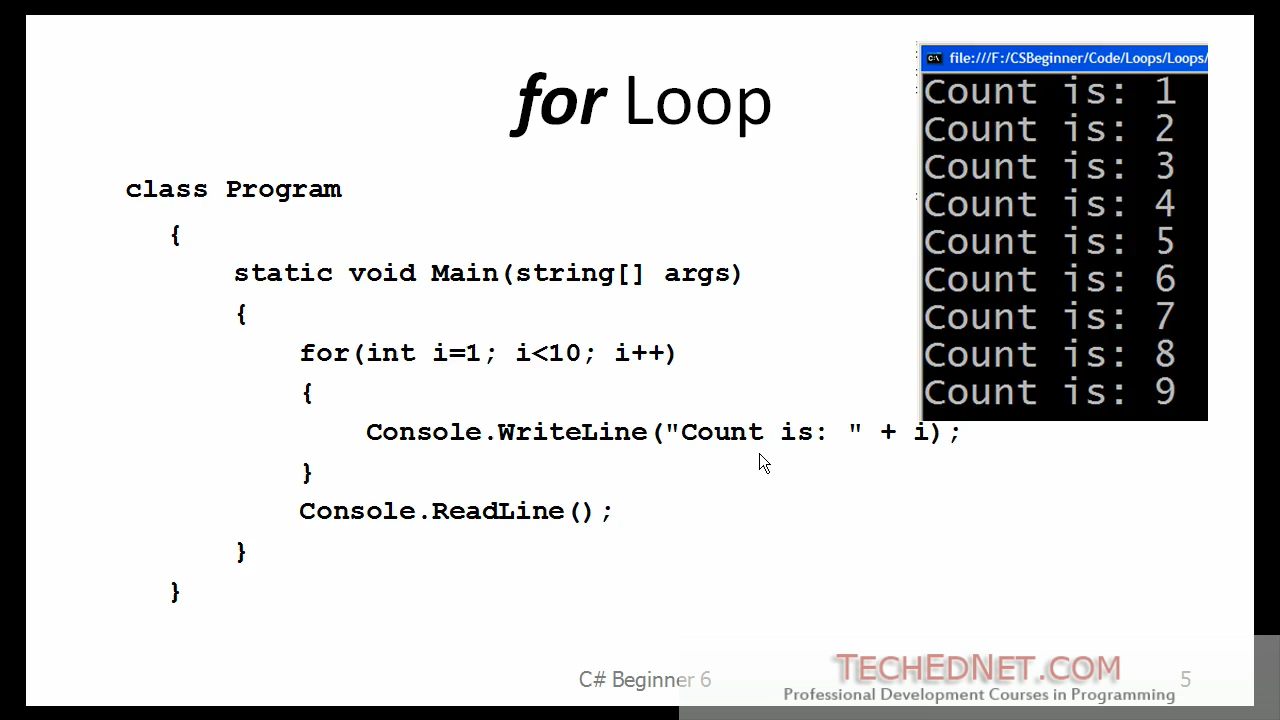 for Loop
class Program
{
static void Main(string[] args)
{
for(int i=1; i<10; i++)
{
Console.WriteLine("Count is: " + i);
}
Console.ReadLine();
}
}
file:///F:/CSBeginner/Code/Loops/Loops/
Count is: 1
Count is: 2
Count is: 3
Count is: 4
Count is: 5
Count is: 6
Count is: 7
Count is: 8
Count is: 9
C# Beginner 6
TECHEDNET.COM
Professional Development Courses in Programming
5